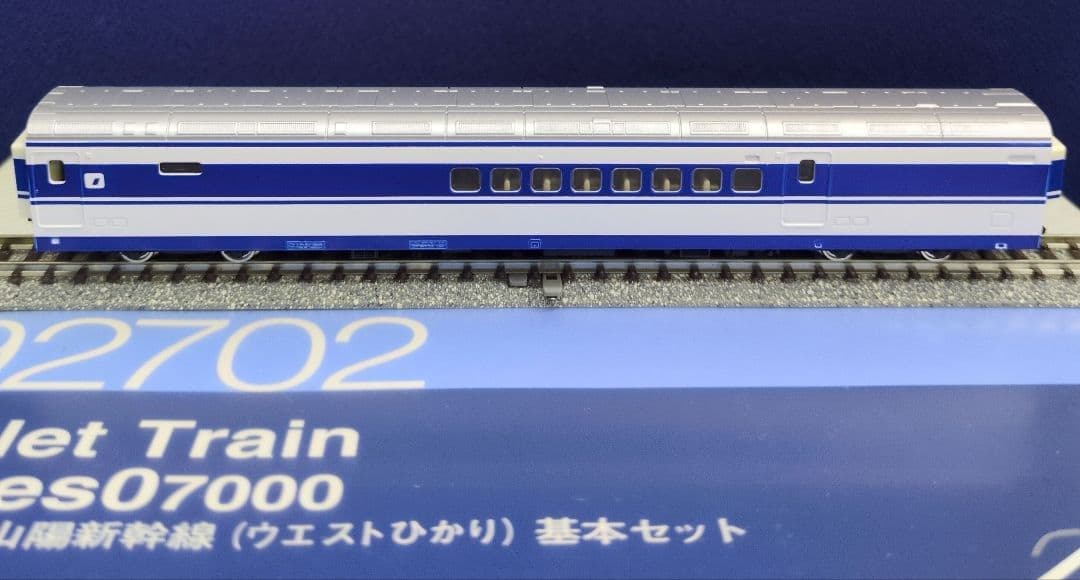 92702
let Train
es07000
山陽新幹線 (ウエストひかり) 基本セット